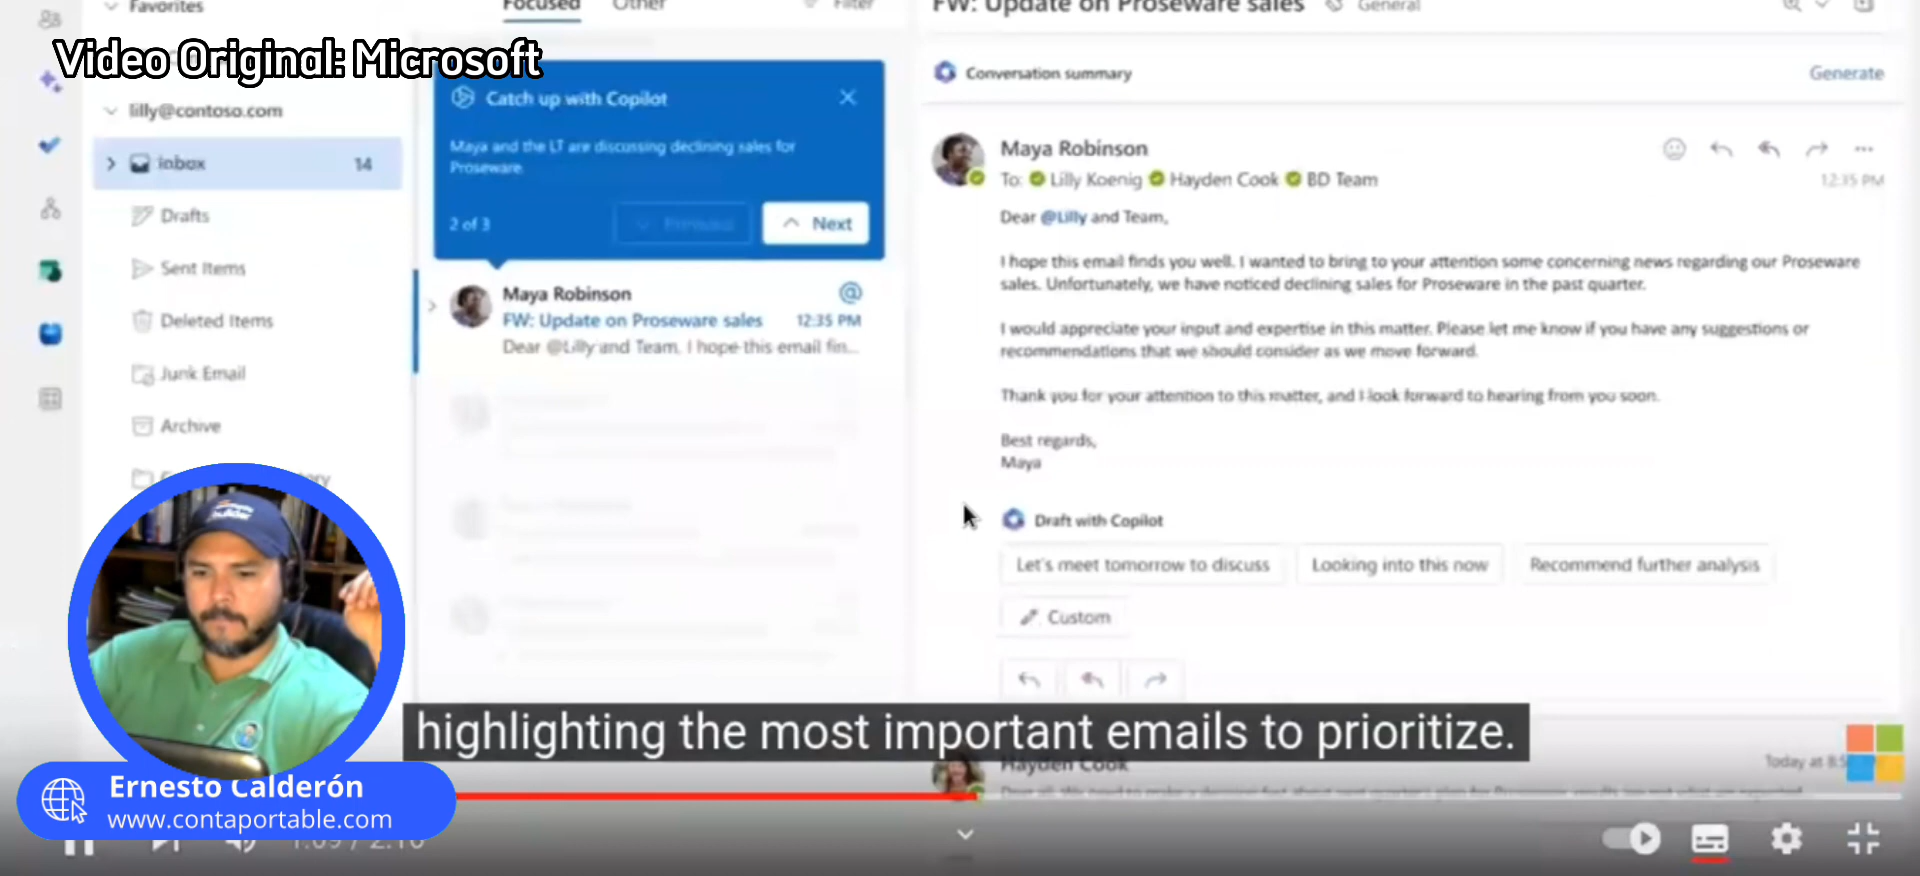 Favorites
Focused
Other
Filter
FW: Update on Proseware sales
General
Video Original: Microsoft
lilly@contoso.com
Inbox
14
Drafts
Sent Items
Deleted Items
Junk Email
Archive
Catch up with Copilot
Maya and the LT are discussing declining sales for
Proseware.
2 of 3
Previous
Next
Maya Robinson
FW: Update on Proseware sales
12:35 PM
Dear @Lilly and Team, I hope this email fin...
Conversation summary
Generate
Maya Robinson
To: Lilly Koenig Hayden Cook BD Team
12:35 PM
Dear @Lilly and Team,
I hope this email finds you well. I wanted to bring to your attention some concerning news regarding our Proseware
sales. Unfortunately, we have noticed declining sales for Proseware in the past quarter.
I would appreciate your input and expertise in this matter. Please let me know if you have any suggestions or
recommendations that we should consider as we move forward.
Thank you for your attention to this matter, and I look forward to hearing from you soon.
Best regards,
Maya
Draft with Copilot
Let's meet tomorrow to discuss
Looking into this now
Recommend further analysis
Custom
highlighting the most important emails to prioritize.
Hayden Cook
Today at
Ernesto Calderón
www.contaportable.com